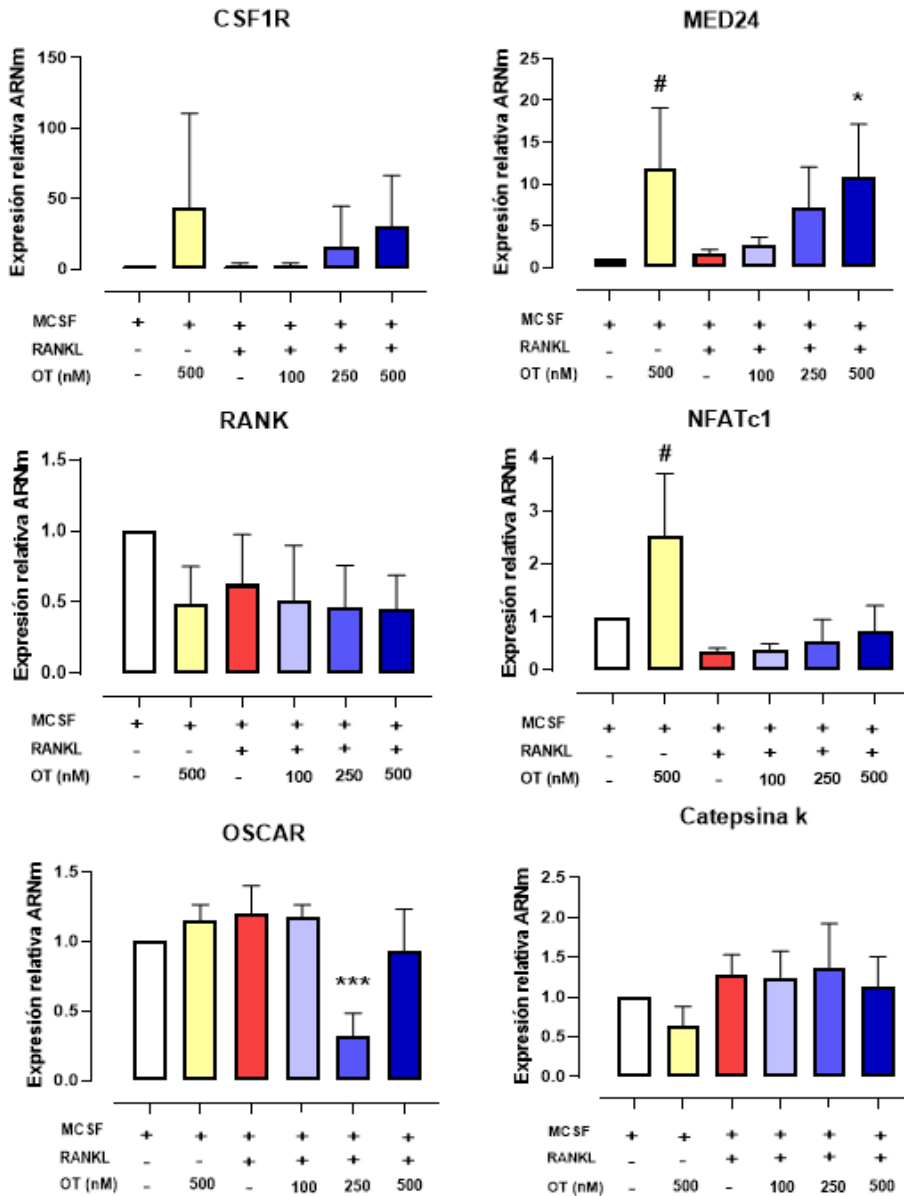 CSF1R
Expresión relativa ARNm
150
100
50
0
MCSF + + + + + +
RANKL - - + + + +
OT (nM) - 500 - 100 250 500
MED24
Expresión relativa ARNm
25
20
15
10
5
0
#
*
MCSF + + + + + +
RANKL - - + + + +
OT (nM) - 500 - 100 250 500
RANK
Expresión relativa ARNm
1.5
1.0
0.5
0.0
MCSF + + + + + +
RANKL - - + + + +
OT (nM) - 500 - 100 250 500
NFATc1
Expresión relativa ARNm
4
3
2
1
0
#
MCSF + + + + + +
RANKL - - + + + +
OT (nM) - 500 - 100 250 500
OSCAR
Expresión relativa ARNm
1.5
1.0
0.5
0.0
***
MCSF + + + + + +
RANKL - - + + + +
OT (nM) - 500 - 100 250 500
Catepsina k
Expresión relativa ARNm
2.5
2.0
1.5
1.0
0.5
0.0
MCSF + + + + + +
RANKL - - + + + +
OT (nM) - 500 - 100 250 500